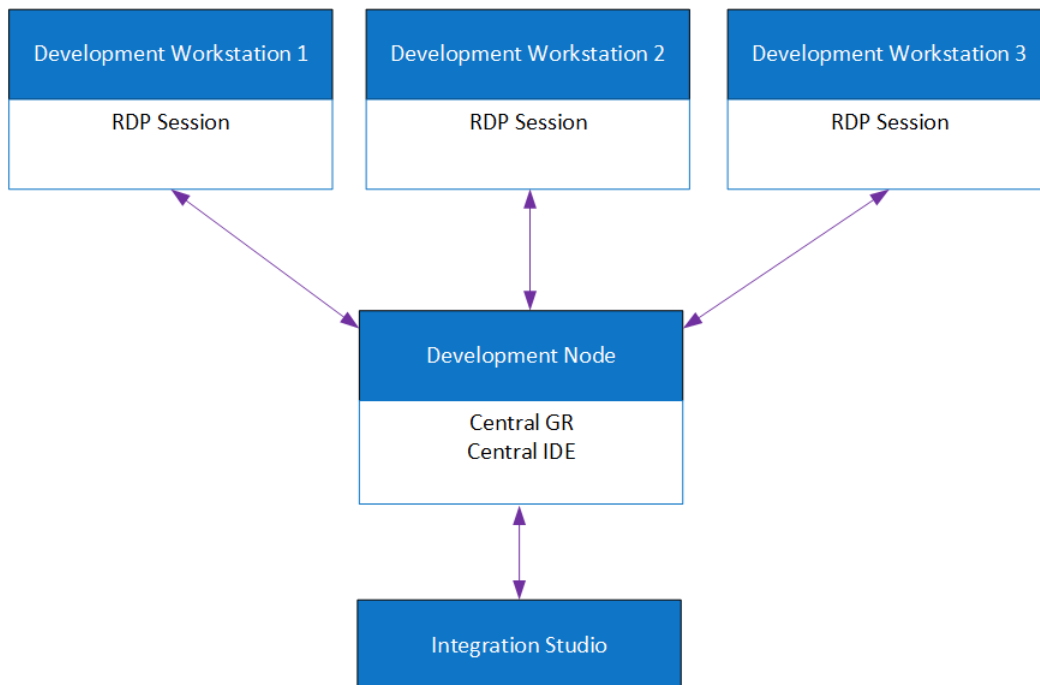 Development Workstation 1
Development Workstation 2
Development Workstation 3
RDP Session
RDP Session
RDP Session
Development Node
Central GR
Central IDE
Integration Studio